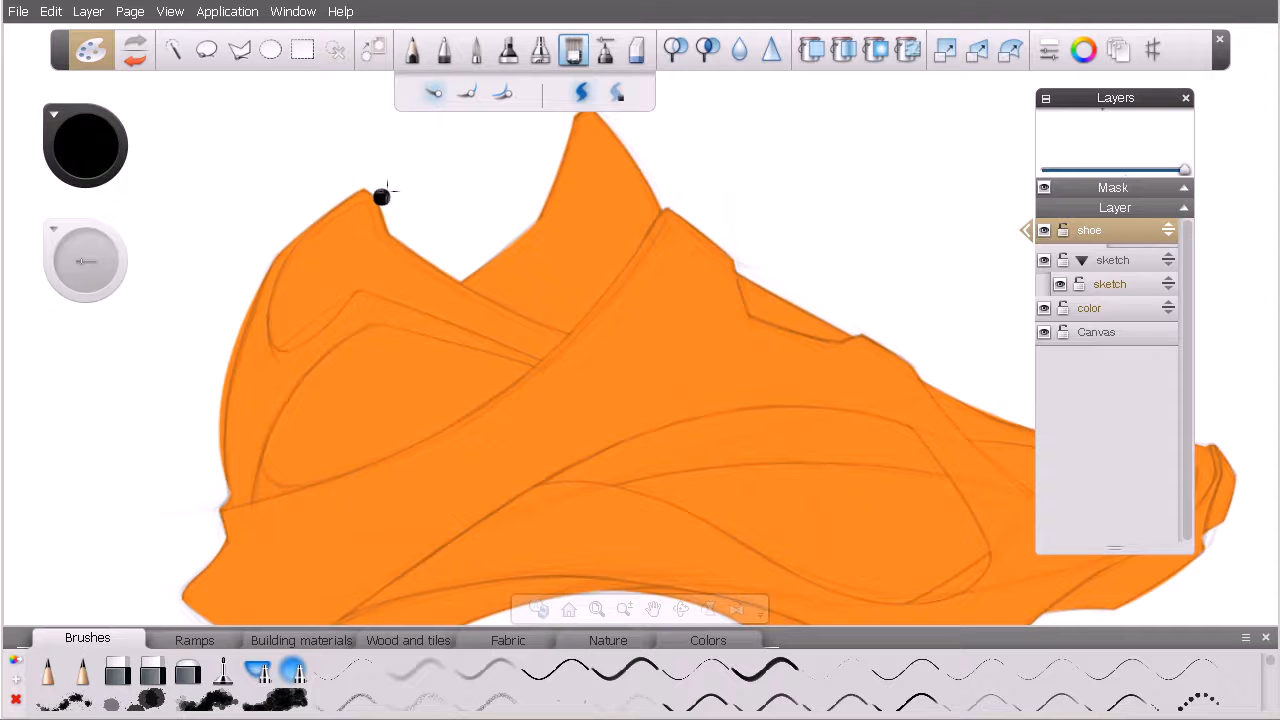 File Edit Layer Page View Application Window Help
Layers
Mask
Layer
shoe
sketch
sketch
color
Canvas
Brushes Ramps Building materials Wood and tiles Fabric Nature Colors